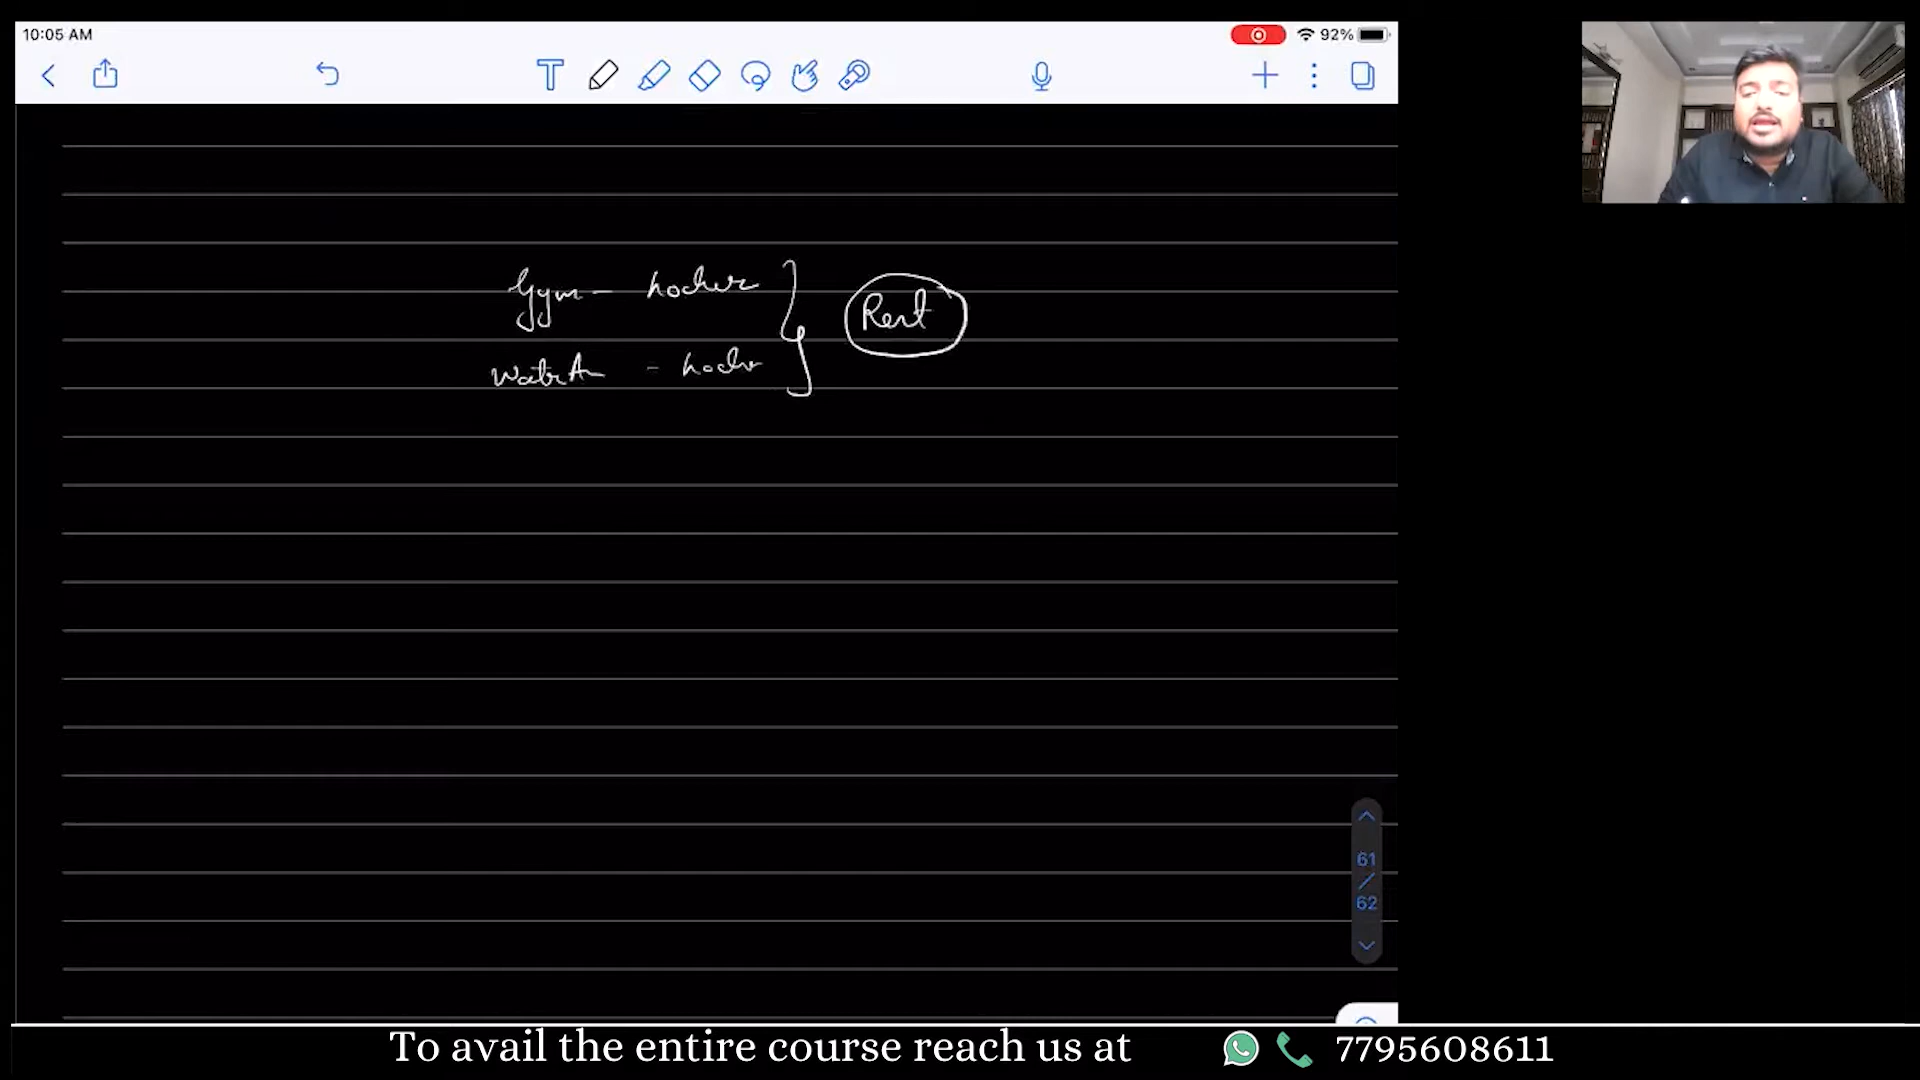 10:05 AM
92%
T
Gym - Locker
Rent
- Locker
61
/
62
To avail the entire course reach us at 7795608611